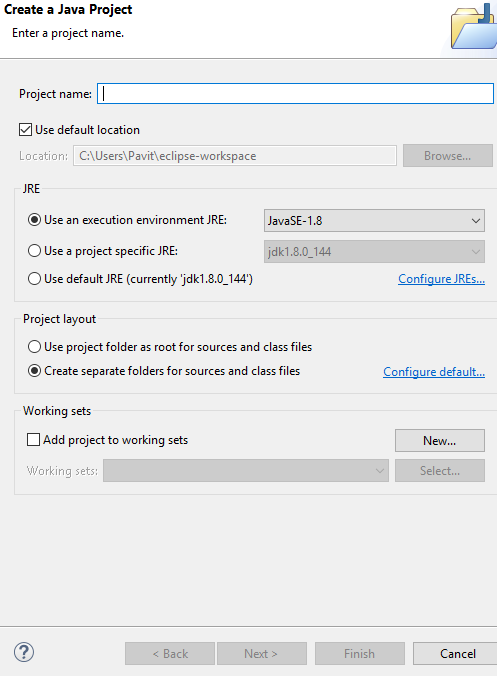 Create a Java Project
Enter a project name.
Project name:
Use default location
Location: C:\Users\Pavit\eclipse-workspace Browse...
JRE
Use an execution environment JRE: JavaSE-1.8
Use a project specific JRE: jdk1.8.0_144
Use default JRE (currently 'jdk1.8.0_144') Configure JREs...
Project layout
Use project folder as root for sources and class files
Create separate folders for sources and class files Configure default...
Working sets
Add project to working sets New...
Working sets: Select...
? < Back Next > Finish Cancel